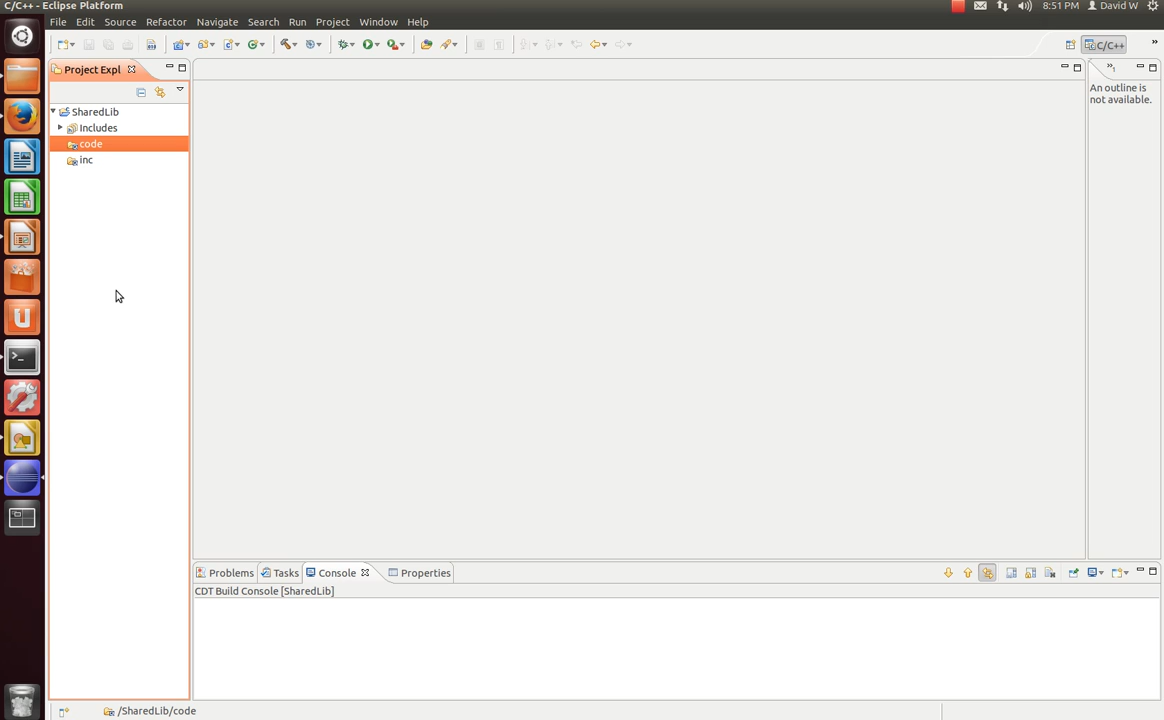 C/C++ - Eclipse Platform
8:51 PM David W
File Edit Source Refactor Navigate Search Run Project Window Help
C/C++
Project Expl
An outline is
not available.
SharedLib
Includes
code
inc
Problems Tasks Console Properties
CDT Build Console [SharedLib]
/SharedLib/code